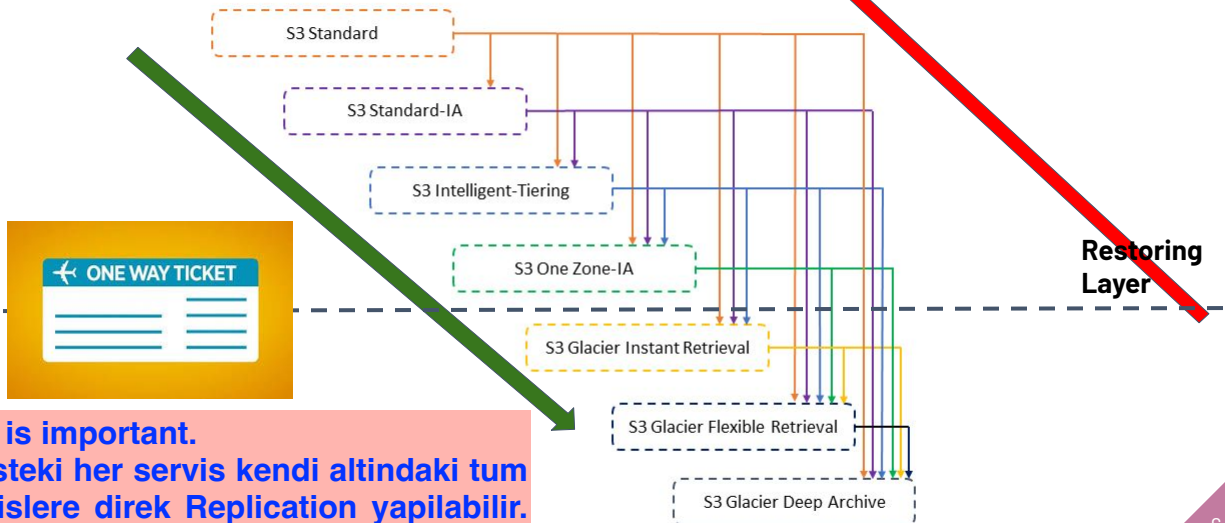 S3 Standard
S3 Standard-IA
S3 Intelligent-Tiering
ONE WAY TICKET
S3 One Zone-IA
Restoring
Layer
S3 Glacier Instant Retrieval
S3 Glacier Flexible Retrieval
S3 Glacier Deep Archive
is important.
steki her servis kendi altindaki tum
islere direk Replication yapilabilir.